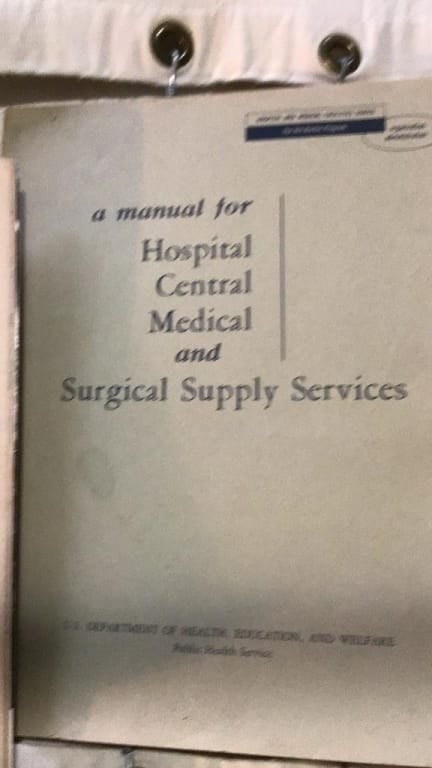 a manual for
Hospital
Central
Medical
and
Surgical Supply Services
U.S. DEPARTMENT OF HEALTH, EDUCATION, AND WELFARE
Public Health Service